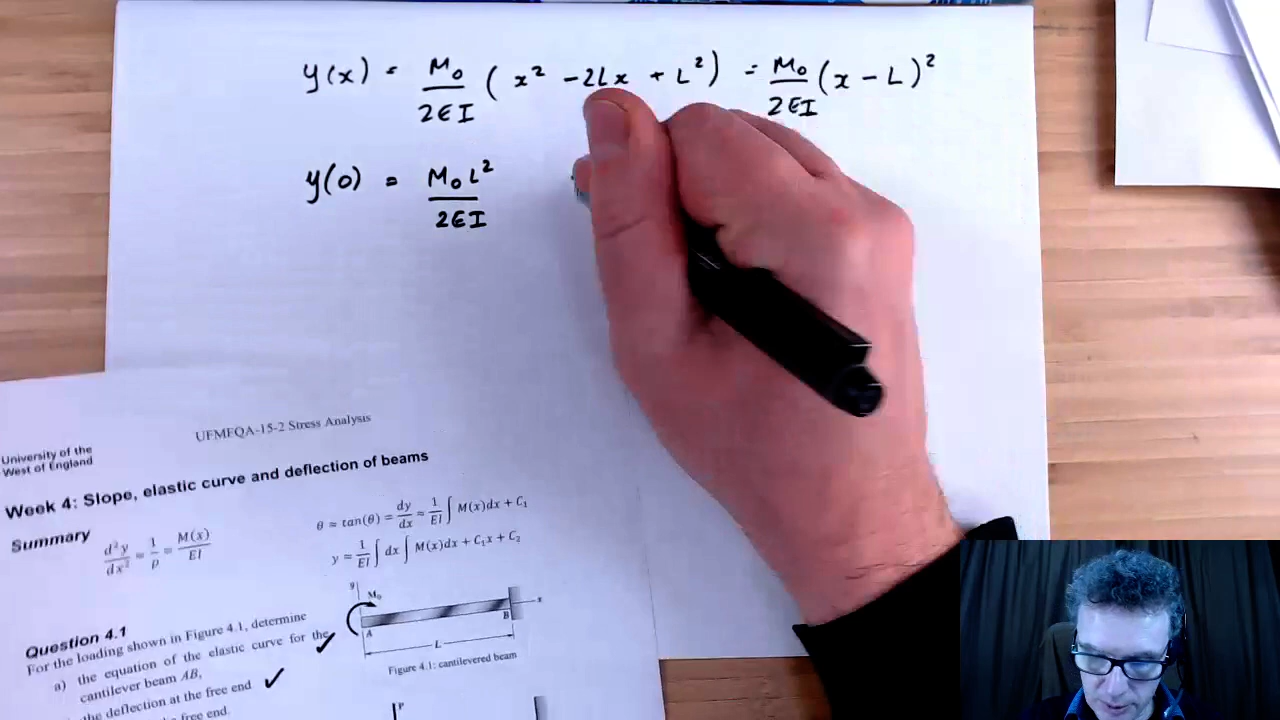 y(x) = M₀/2EI ( x² - 2Lx + L² ) = M₀/2EI (x - L)²
y(0) = M₀L²/2EI
University of the
West of England
UFMFQA-15-2 Stress Analysis
Week 4: Slope, elastic curve and deflection of beams
Summary
d²y/dx² = 1/ρ = M(x)/EI
θ ≈ tan(θ) = dy/dx = 1/EI ∫ M(x)dx + C₁
y = 1/EI ∫ dx ∫ M(x)dx + C₁x + C₂
Question 4.1
For the loading shown in Figure 4.1, determine
a) the equation of the elastic curve for the
cantilever beam AB,
the deflection at the free end
free end.
y
M₀
A
B
x
L
Figure 4.1: cantilevered beam
P